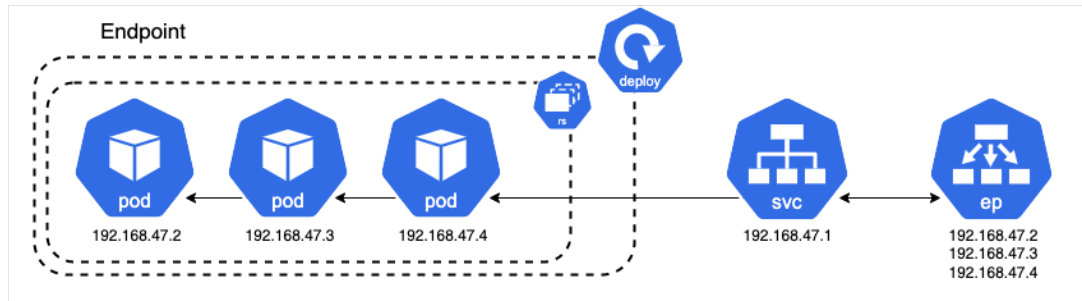 Endpoint
deploy
rs
pod
pod
pod
svc
ep
192.168.47.2
192.168.47.3
192.168.47.4
192.168.47.1
192.168.47.2
192.168.47.3
192.168.47.4